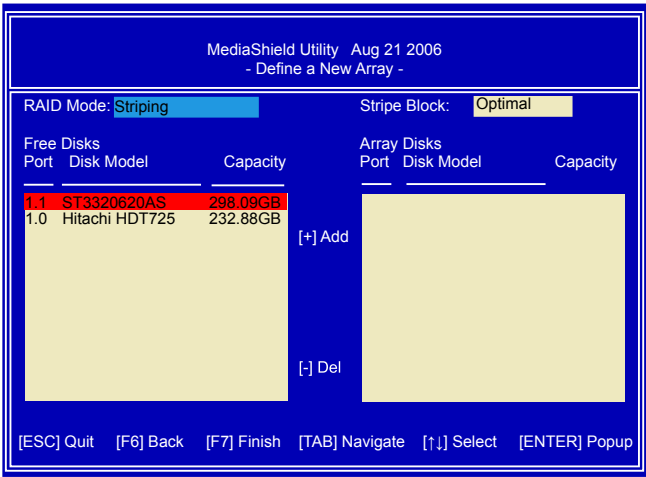 MediaShield Utility Aug 21 2006
- Define a New Array -
RAID Mode: Striping
Stripe Block: Optimal
Free Disks
Port Disk Model Capacity
1.1 ST3320620AS 298.09GB
1.0 Hitachi HDT725 232.88GB
[+] Add
[-] Del
Array Disks
Port Disk Model Capacity
[ESC] Quit [F6] Back [F7] Finish [TAB] Navigate [↑↓] Select [ENTER] Popup